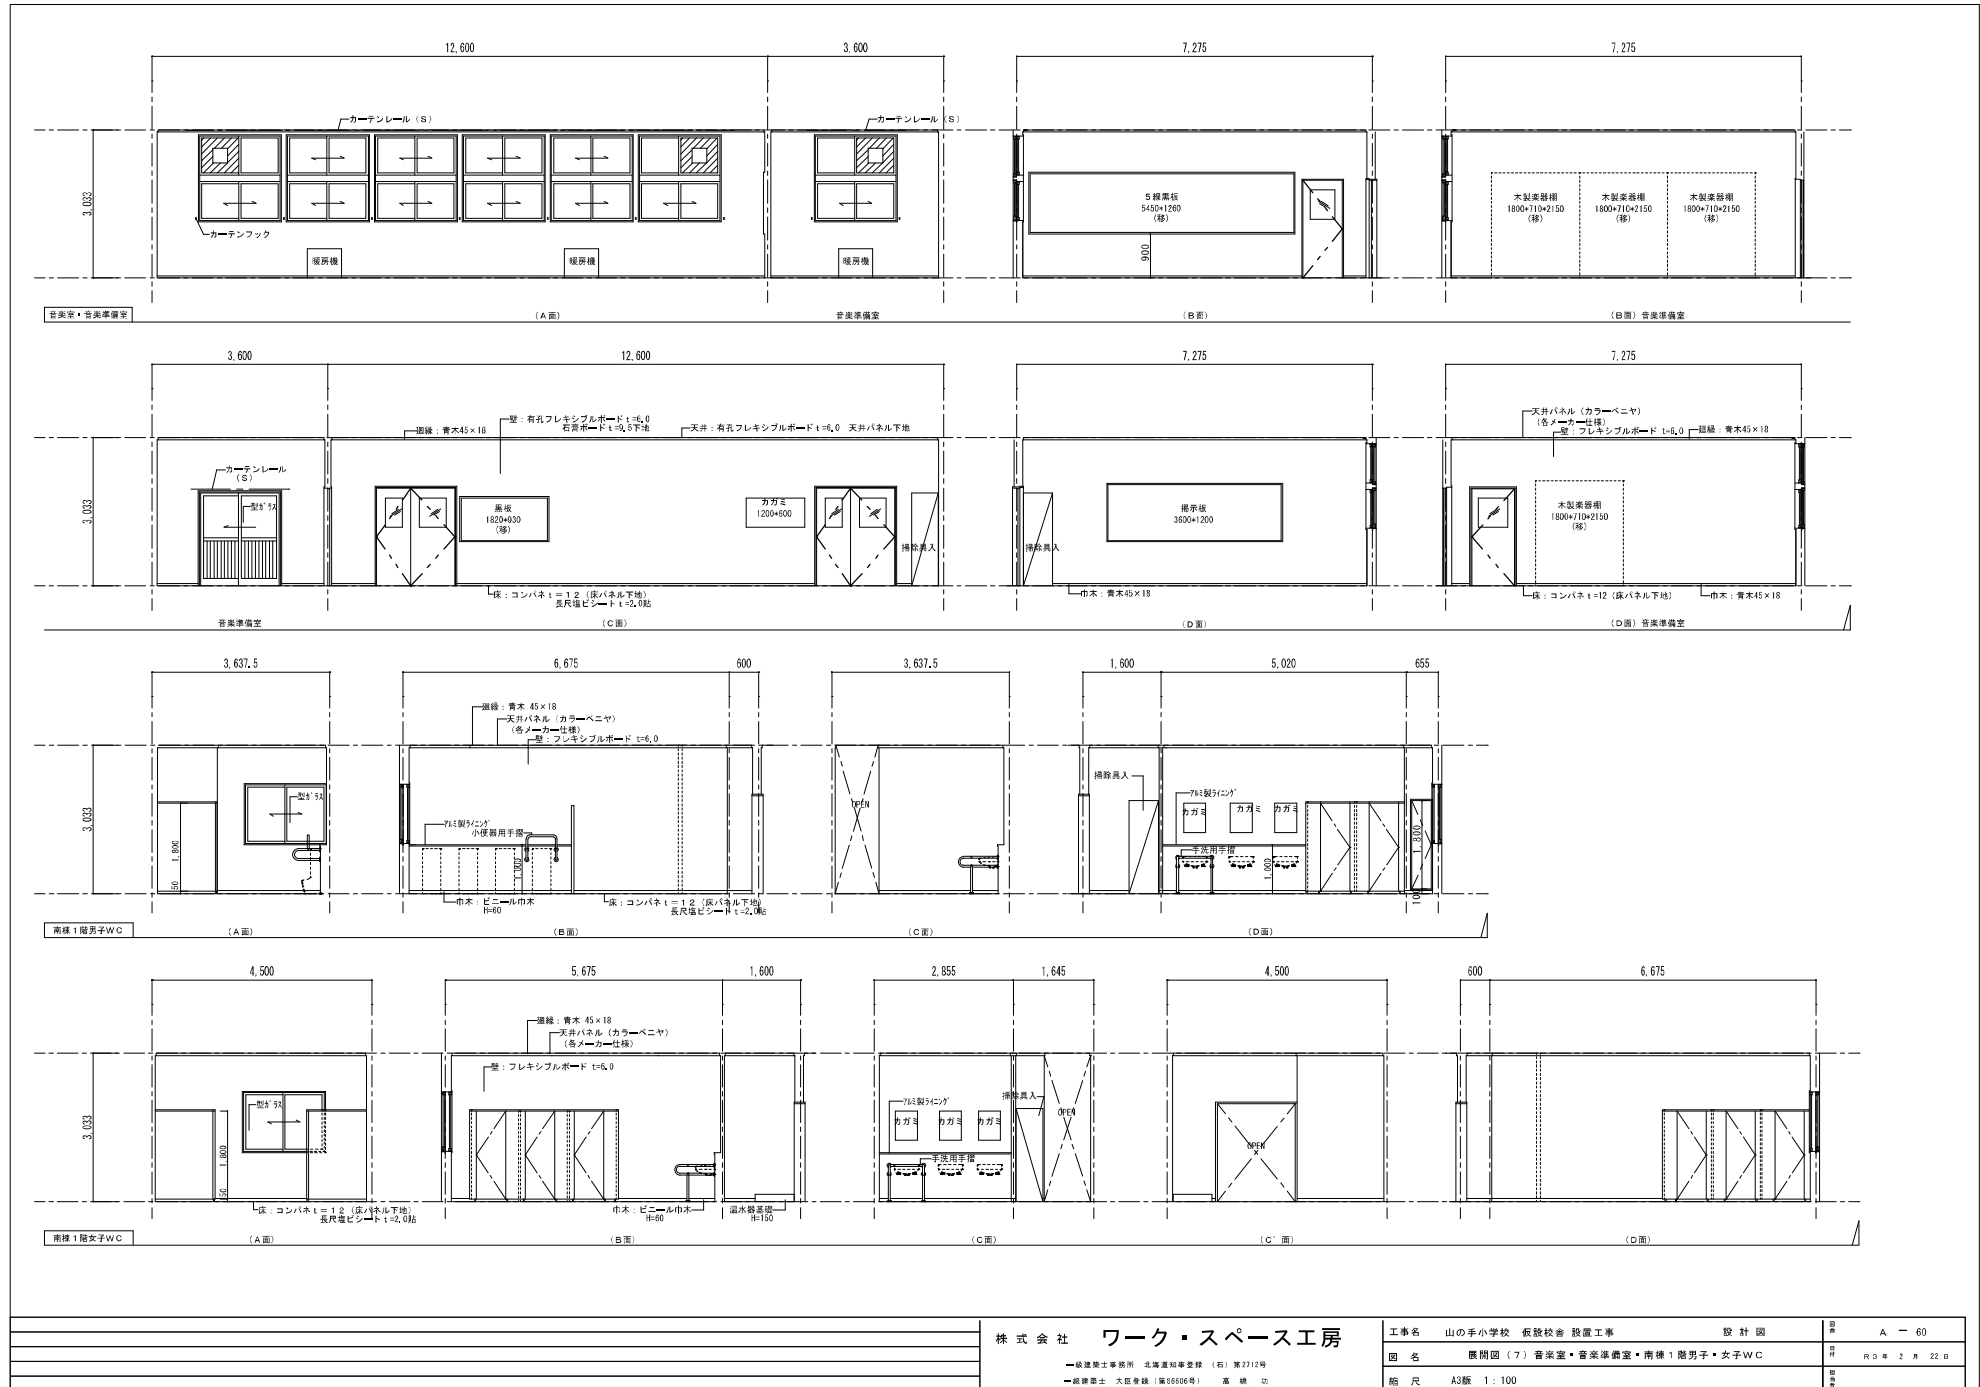 12,600
3,600
7,275
7,275
カーテンレール（S）
カーテンレール（S）
3,033
カーテンフック
暖房機
暖房機
暖房機
５線黒板
5450*1260
（移）
900
木製楽器棚
1800*710*2150
（移）
木製楽器棚
1800*710*2150
（移）
木製楽器棚
1800*710*2150
（移）
音楽室・音楽準備室
（A面）
音楽準備室
（B面）
（B面）音楽準備室
3,600
12,600
7,275
7,275
3,033
カーテンレール
（S）
型ガラス
廻縁：青木45×18
壁：有孔フレキシブルボード t=6.0
石膏ボード t=9.5下地
天井：有孔フレキシブルボード t=6.0 天井パネル下地
黒板
1820*930
（移）
カガミ
1200*600
掃除具入
掃除具入
掲示板
3600*1200
天井パネル（カラーベニヤ）
（各メーカー仕様）
壁：フレキシブルボード t=6.0
廻縁：青木45×18
木製楽器棚
1800*710*2150
（移）
床：コンパネｔ＝１２（床パネル下地）
長尺塩ビシートｔ=2.0貼
巾木：青木45×18
床：コンパネｔ=12（床パネル下地）
巾木：青木45×18
音楽準備室
（C面）
（D面）
（D面）音楽準備室
3,637.5
6,675
600
3,637.5
1,600
5,020
655
3,033
型ガラス
1,800
50
廻縁：青木 45×18
天井パネル（カラーベニヤ）
（各メーカー仕様）
壁：フレキシブルボード t=6.0
アルミ製ライニング
小便器用手摺
1,000
巾木：ビニール巾木
H=60
床：コンパネｔ＝１２（床パネル下地）
長尺塩ビシートｔ=2.0貼
OPEN
掃除具入
アルミ製ライニング
カガミ
カガミ
カガミ
手洗用手摺
1,000
1,800
100
南棟１階男子ＷＣ
（A面）
（B面）
（C面）
（D面）
4,500
5,675
1,600
2,855
1,645
4,500
600
6,675
3,033
型ガラス
1,800
50
床：コンパネｔ＝１２（床パネル下地）
長尺塩ビシートｔ=2.0貼
廻縁：青木 45×18
天井パネル（カラーベニヤ）
（各メーカー仕様）
壁：フレキシブルボード t=6.0
巾木：ビニール巾木
H=60
温水器基礎
H=150
アルミ製ライニング
カガミ
カガミ
カガミ
手洗用手摺
掃除具入
OPEN
OPEN
南棟１階女子ＷＣ
（A面）
（B面）
（C面）
（C'面）
（D面）
株式会社 ワーク・スペース工房
一級建築士事務所 北海道知事登録 （石）第2712号
一級建築士 大臣登録（第86606号） 高橋 功
工事名 山の手小学校 仮設校舎 設置工事 設計図
図名 展開図（７）音楽室・音楽準備室・南棟１階男子・女子ＷＣ
縮尺 A3版 1：100
図番 A － 60
日付 R３年 2 月 22日